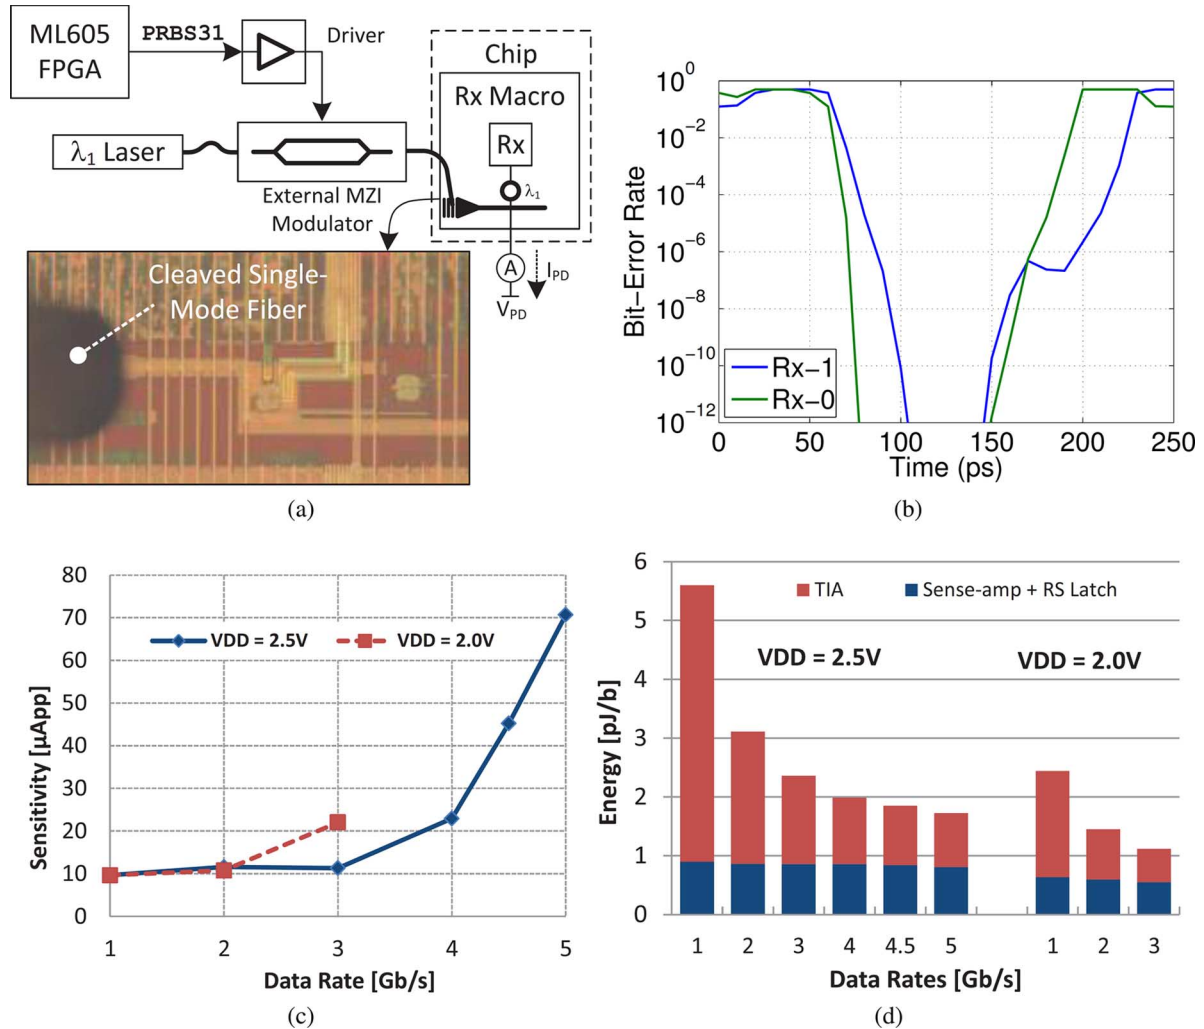 ML605
FPGA
PRBS31
Driver
λ₁ Laser
External MZI
Modulator
Chip
Rx Macro
Rx
λ₁
A
I_PD
V_PD
Cleaved Single-
Mode Fiber
(a)
Bit−Error Rate
10⁰
10⁻²
10⁻⁴
10⁻⁶
10⁻⁸
10⁻¹⁰
10⁻¹²
Rx−1
Rx−0
0 50 100 150 200 250
Time (ps)
(b)
Sensitivity [µApp]
80
70
60
50
40
30
20
10
0
VDD = 2.5V VDD = 2.0V
1 2 3 4 5
Data Rate [Gb/s]
(c)
Energy [pJ/b]
6
5
4
3
2
1
0
TIA Sense-amp + RS Latch
VDD = 2.5V VDD = 2.0V
1 2 3 4 4.5 5 1 2 3
Data Rates [Gb/s]
(d)